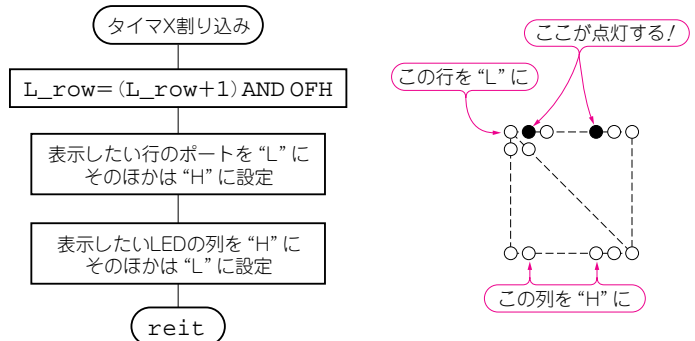 タイマX割り込み
L_row=(L_row+1) AND OFH
表示したい行のポートを“L”に
そのほかは“H”に設定
表示したいLEDの列を“H”に
そのほかは“L”に設定
reit
ここが点灯する!
この行を“L”に
この列を“H”に